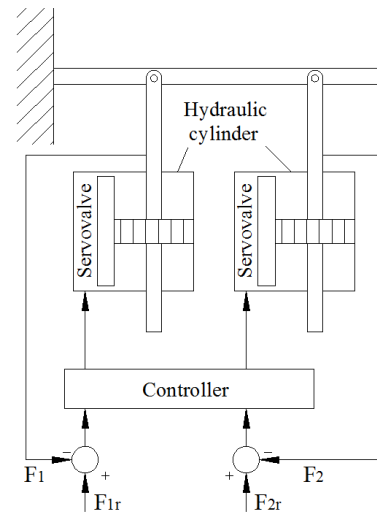 Hydraulic
cylinder
Servovalve
Servovalve
Controller
−
+
−
+
F1
F1r
F2r
F2